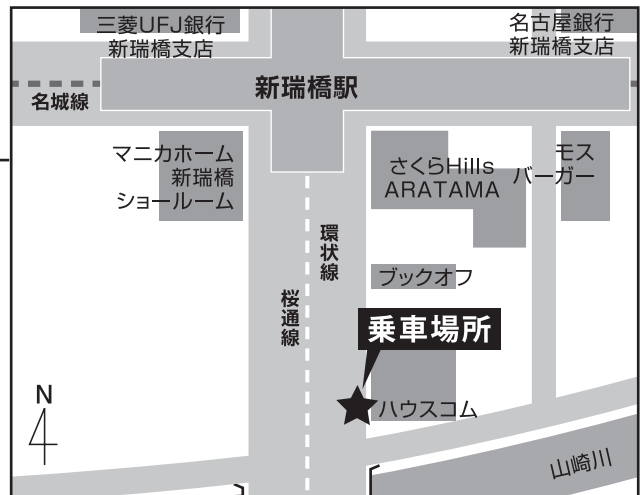 三菱UFJ銀行
新瑞橋支店
名古屋銀行
新瑞橋支店
新瑞橋駅
名城線
マニカホーム
新瑞橋
ショールーム
さくらHills
ARATAMA
モス
バーガー
環状線
桜通線
ブックオフ
乗車場所
ハウスコム
N
山崎川